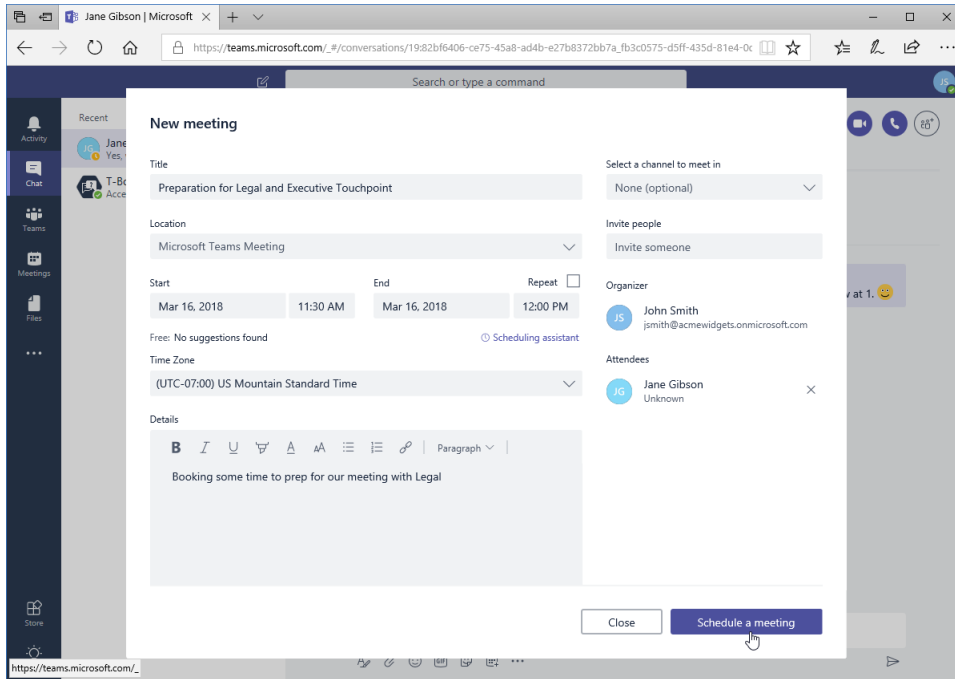 Jane Gibson | Microsoft
https://teams.microsoft.com/_#/conversations/19:82bf6406-ce75-45a8-ad4b-e27b8372bb7a_fb3c0575-d5ff-435d-81e4-0c
Search or type a command
JS
Activity
Chat
Teams
Meetings
Files
Store
Recent
JG
Jane
Yes,
T-Bo
Acce
New meeting
Title
Preparation for Legal and Executive Touchpoint
Location
Microsoft Teams Meeting
Start
End
Repeat
Mar 16, 2018
11:30 AM
Mar 16, 2018
12:00 PM
Free: No suggestions found
Scheduling assistant
Time Zone
(UTC-07:00) US Mountain Standard Time
Details
B I U A AA Paragraph
Booking some time to prep for our meeting with Legal
Select a channel to meet in
None (optional)
Invite people
Invite someone
Organizer
JS
John Smith
jsmith@acmewidgets.onmicrosoft.com
Attendees
JG
Jane Gibson
Unknown
at 1.
Close
Schedule a meeting
https://teams.microsoft.com/_